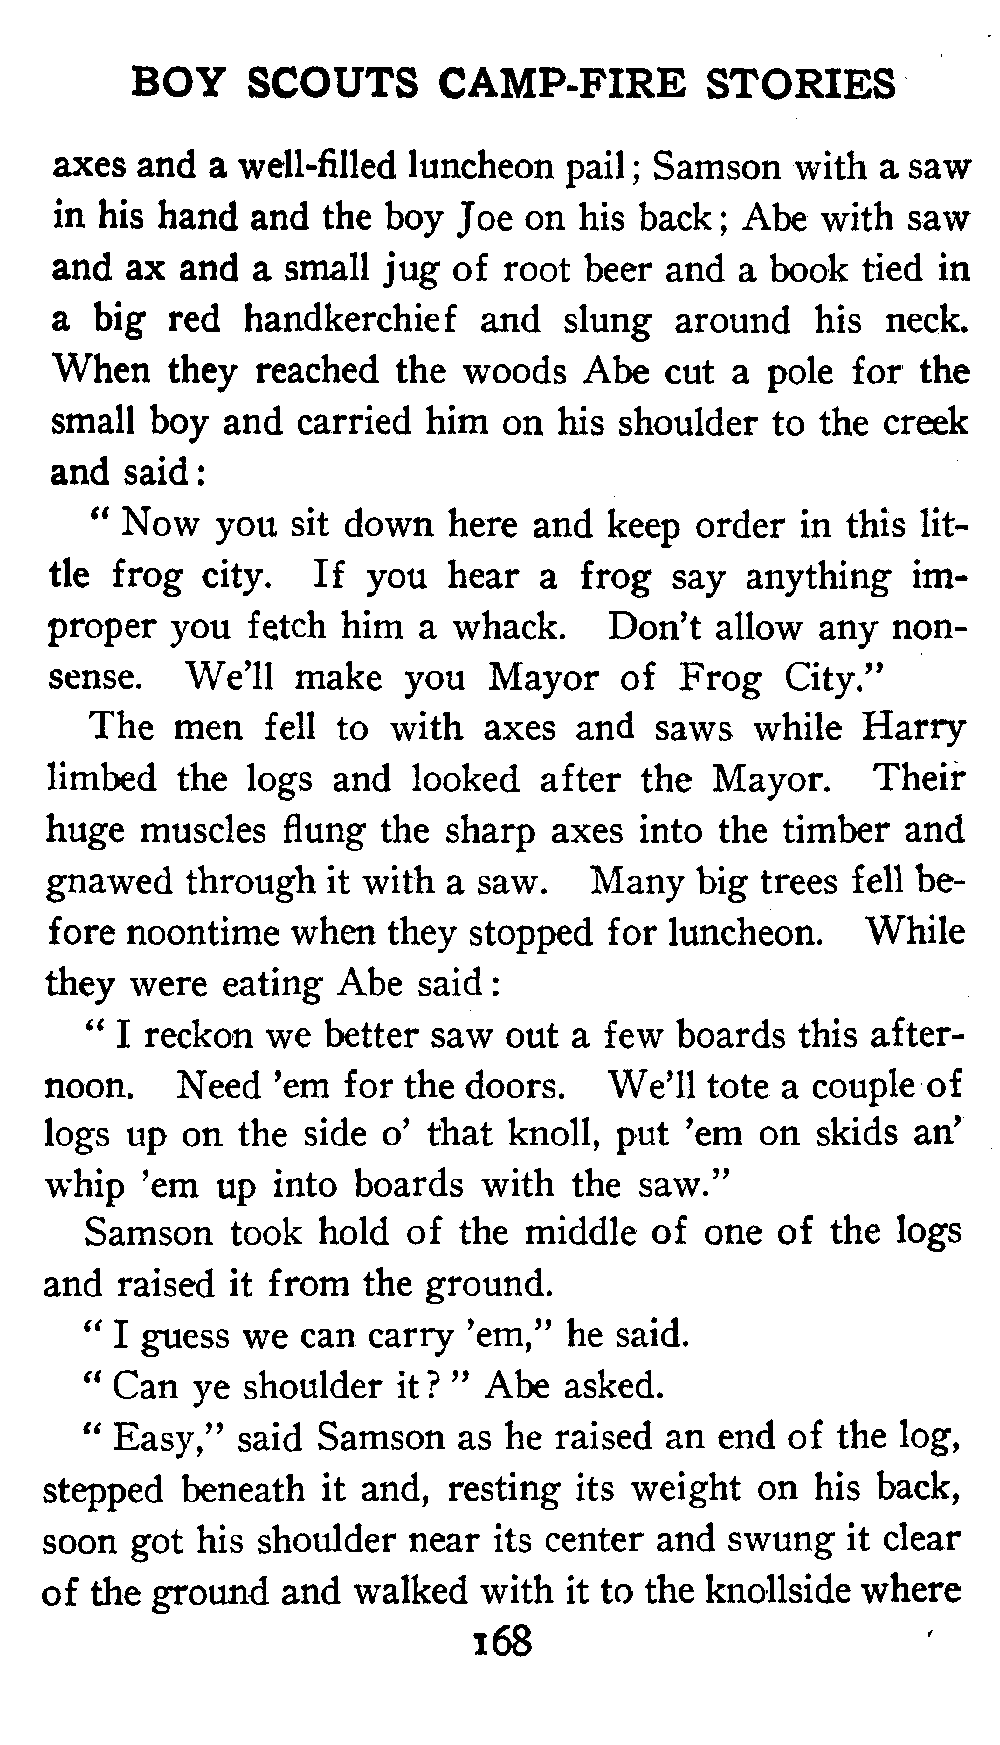 BOY SCOUTS CAMP-FIRE STORIES
axes and a well-filled luncheon pail; Samson with a saw
in his hand and the boy Joe on his back; Abe with saw
and ax and a small jug of root beer and a book tied in
a big red handkerchief and slung around his neck.
When they reached the woods Abe cut a pole for the
small boy and carried him on his shoulder to the creek
and said:
“ Now you sit down here and keep order in this lit-
tle frog city. If you hear a frog say anything im-
proper you fetch him a whack. Don’t allow any non-
sense. We’ll make you Mayor of Frog City.”
The men fell to with axes and saws while Harry
limbed the logs and looked after the Mayor. Their
huge muscles flung the sharp axes into the timber and
gnawed through it with a saw. Many big trees fell be-
fore noontime when they stopped for luncheon. While
they were eating Abe said:
“ I reckon we better saw out a few boards this after-
noon. Need ’em for the doors. We’ll tote a couple of
logs up on the side o’ that knoll, put ’em on skids an’
whip ’em up into boards with the saw.”
Samson took hold of the middle of one of the logs
and raised it from the ground.
“ I guess we can carry ’em,” he said.
“ Can ye shoulder it? ” Abe asked.
“ Easy,” said Samson as he raised an end of the log,
stepped beneath it and, resting its weight on his back,
soon got his shoulder near its center and swung it clear
of the ground and walked with it to the knollside where
168